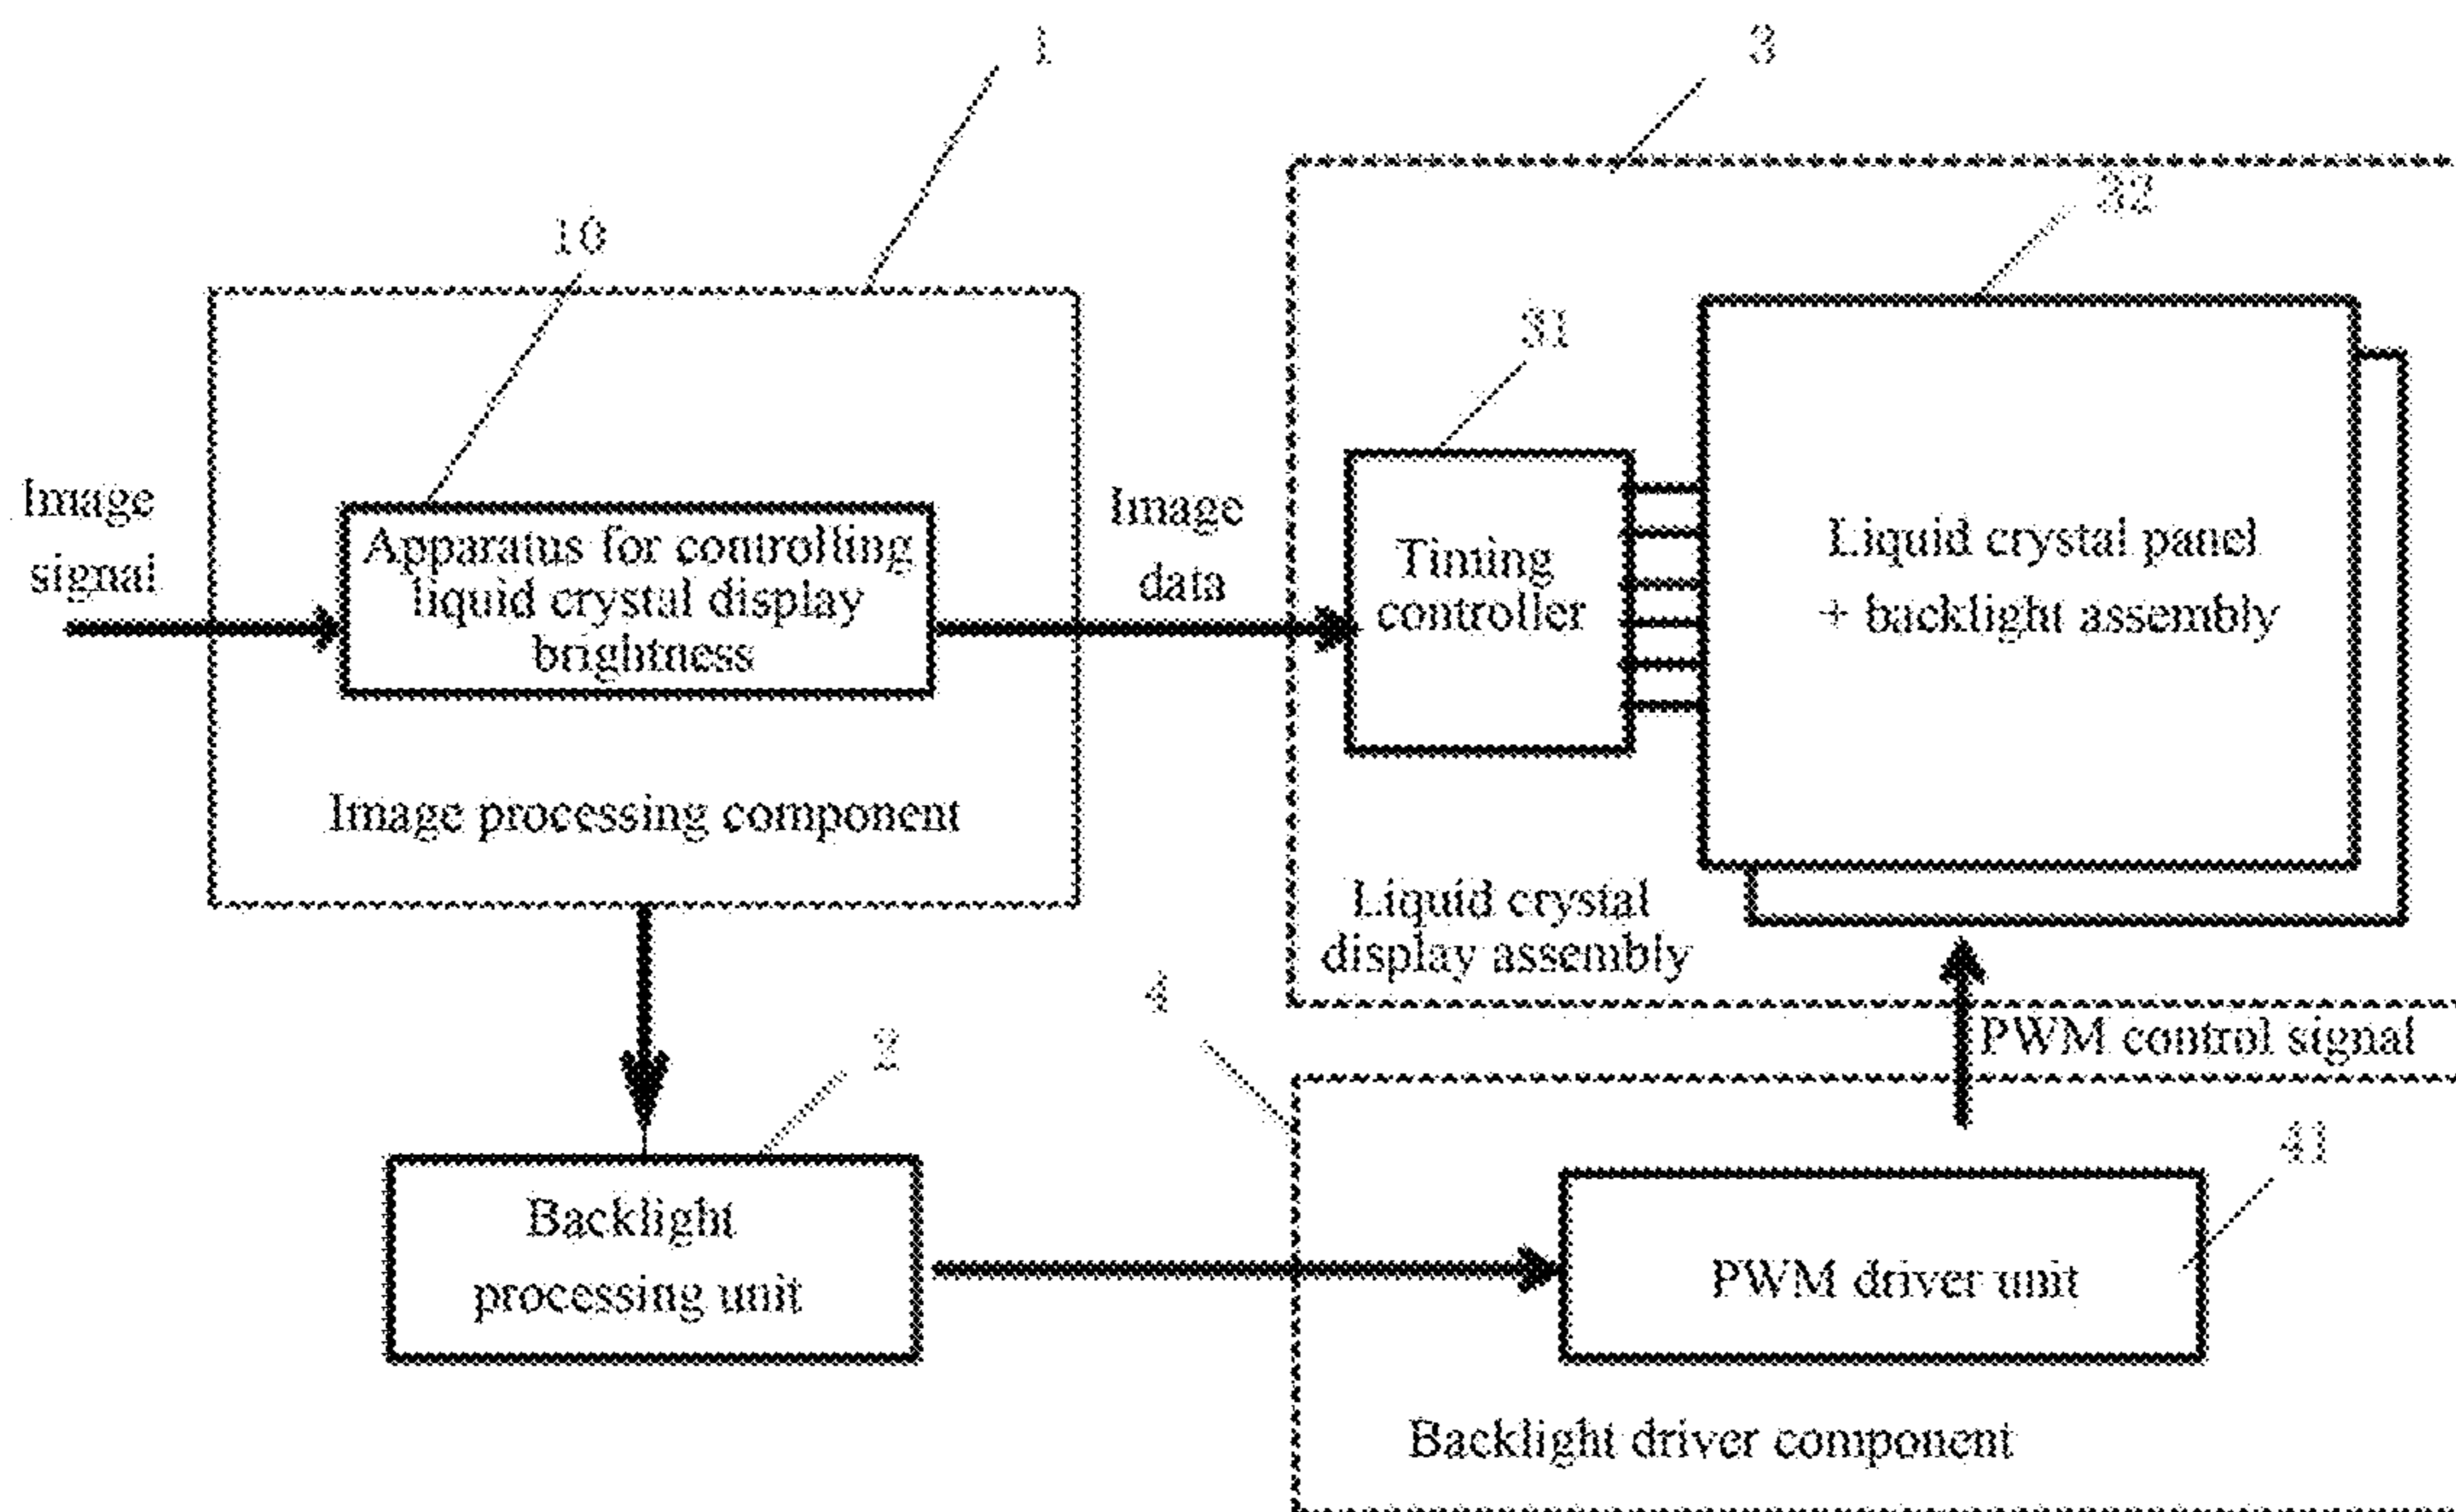 1
3
32
10
31
Image
signal
Apparatus for controlling
liquid crystal display
brightness
Image processing component
Image
data
Timing
controller
Liquid crystal panel
+ backlight assembly
Liquid crystal
display assembly
4
PWM control signal
2
41
Backlight
processing unit
PWM driver unit
Backlight driver component